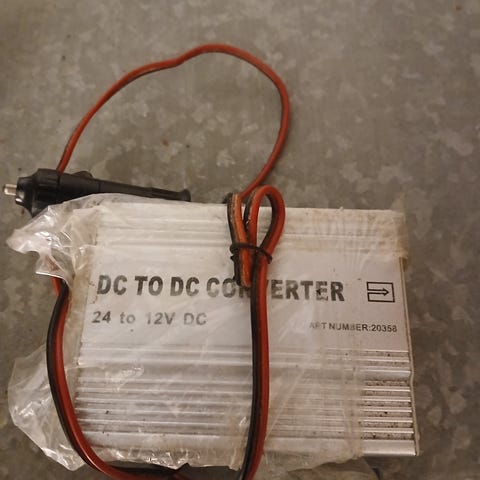 DC TO DC CONVERTER
24 to 12V DC
ART NUMBER:20358